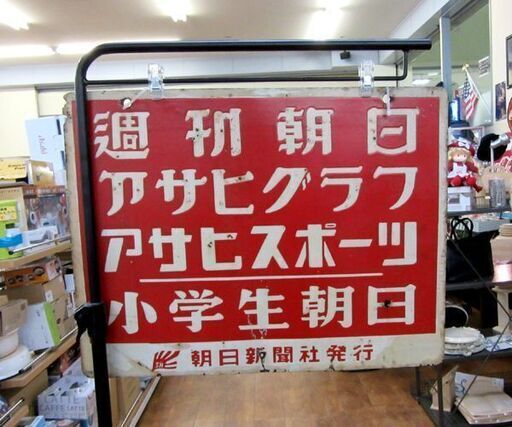 週刊朝日
アサヒグラフ
アサヒスポーツ
小学生朝日
朝日新聞社発行